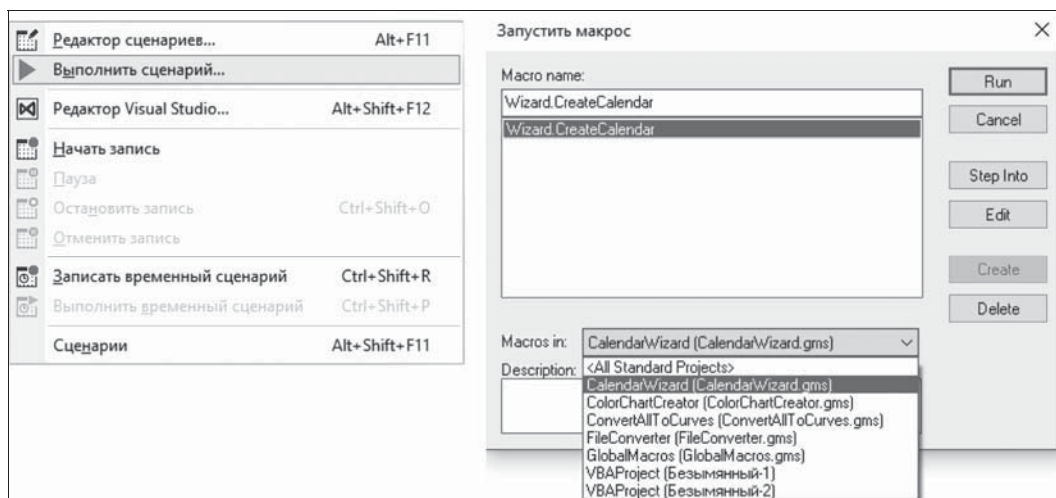 Редактор сценариев... Alt+F11
Выполнить сценарий...
Редактор Visual Studio... Alt+Shift+F12
Начать запись
Пауза
Остановить запись Ctrl+Shift+O
Отменить запись
Записать временный сценарий Ctrl+Shift+R
Выполнить временный сценарий Ctrl+Shift+P
Сценарии Alt+Shift+F11
Запустить макрос
Macro name:
Wizard.CreateCalendar
Wizard.CreateCalendar
Run
Cancel
Step Into
Edit
Create
Delete
Macros in: CalendarWizard (CalendarWizard.gms)
Description:
<All Standard Projects>
CalendarWizard (CalendarWizard.gms)
ColorChartCreator (ColorChartCreator.gms)
ConvertAllToCurves (ConvertAllToCurves.gms)
FileConverter (FileConverter.gms)
GlobalMacros (GlobalMacros.gms)
VBAProject (Безымянный-1)
VBAProject (Безымянный-2)